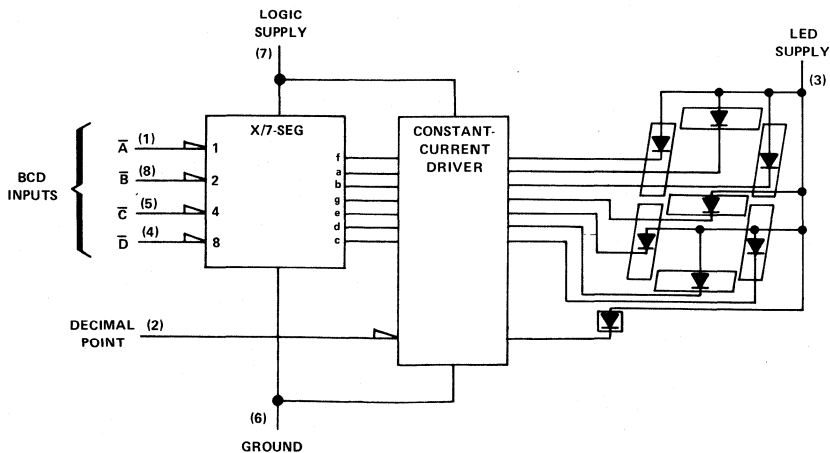 LOGIC
SUPPLY
(7)
LED
SUPPLY
(3)
X/7-SEG
CONSTANT-
CURRENT
DRIVER
BCD
INPUTS
A̅ (1) 1
B̅ (8) 2
C̅ (5) 4
D̅ (4) 8
f
a
b
g
e
d
c
DECIMAL
POINT
(2)
(6)
GROUND